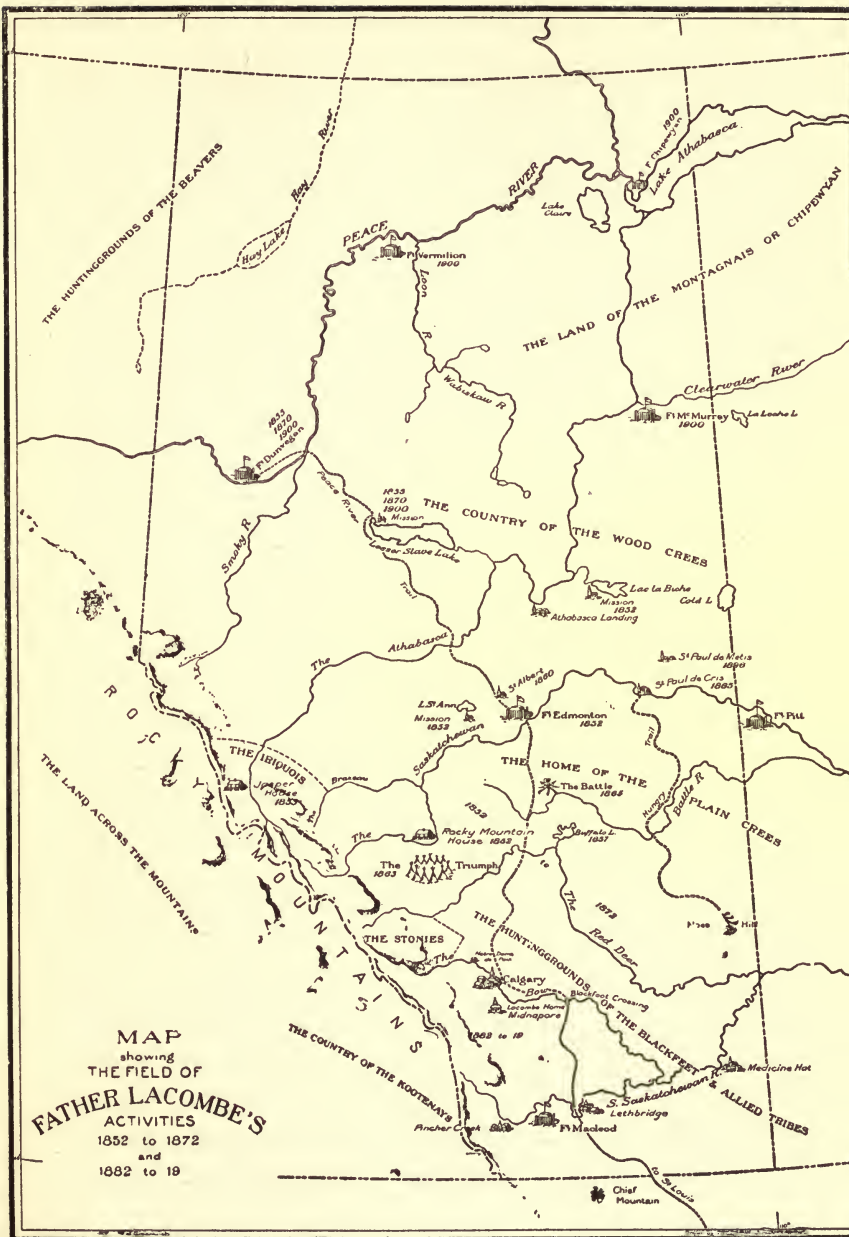 110°
THE HUNTINGGROUNDS OF THE BEAVERS
Hay River
Hay Lake
PEACE RIVER
Ft Vermilion
1900
Loon R
Wabiskaw R
Lake Claire
1900
F. Chipewyan
Lake Athabasca
THE LAND OF THE MONTAGNAIS OR CHIPEWYAN
Clearwater River
Ft McMurray
1900
La Loche L
1855
1870
1900
Ft Dunvegan
Smoky R
Peace River Trail
1855
1870
1900
Mission
Lesser Slave Lake
THE COUNTRY OF THE WOOD CREES
Lac la Biche
Mission
1852
Cold L
Athabasca Landing
The Athabasca
St Albert
1860
St Paul de Metis
1896
St Paul de Cris
1865
Ft Pitt
L. St Ann
Mission
1852
Ft Edmonton
1852
Saskatchewan
Hungry Trail
Battle R
ROCKY MOUNTAINS
THE LAND ACROSS THE MOUNTAINS
THE IRIQUOIS
Jasper House
1855
Brazeau
THE HOME OF THE PLAIN CREES
The Battle
1865
1852
The
Rocky Mountain
House 1862
Buffalo L
1857
The Triumph
1863
to
The Red Deer
1872
Hill
THE STONIES
The Bow
Notre Dame
Calgary
Blackfoot Crossing
Lacombe Home
Midnapore
1882 to 19
THE HUNTINGGROUNDS OF THE BLACKFEET & ALLIED TRIBES
THE COUNTRY OF THE KOOTENAYS
Medicine Hat
S. Saskatchewan R.
Lethbridge
Ft Macleod
Pincher Creek
to St Louis
Chief
Mountain
MAP
showing
THE FIELD OF
FATHER LACOMBE'S
ACTIVITIES
1852 to 1872
and
1882 to 19
110°